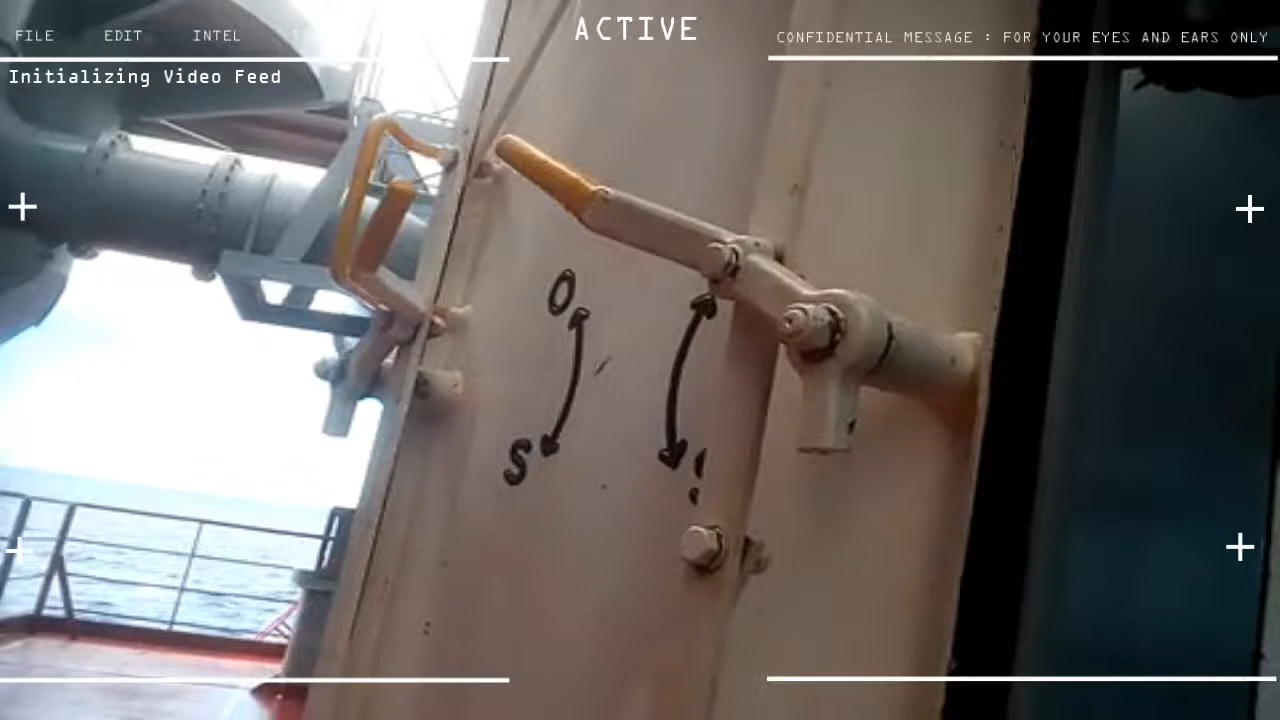 ACTIVE
FILE EDIT INTEL
CONFIDENTIAL MESSAGE : FOR YOUR EYES AND EARS ONLY
Initializing Video Feed
O
S